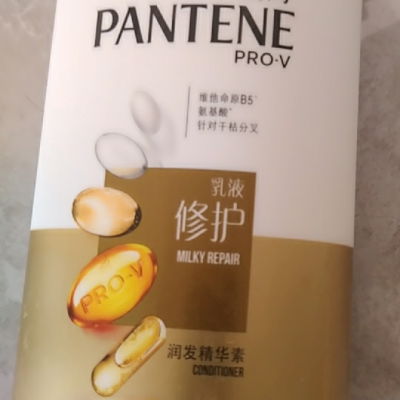 PANTENE
PRO-V
维他命原B5
氨基酸
针对干枯分叉
乳液
修护
MILKY REPAIR
PRO-V
润发精华素
CONDITIONER